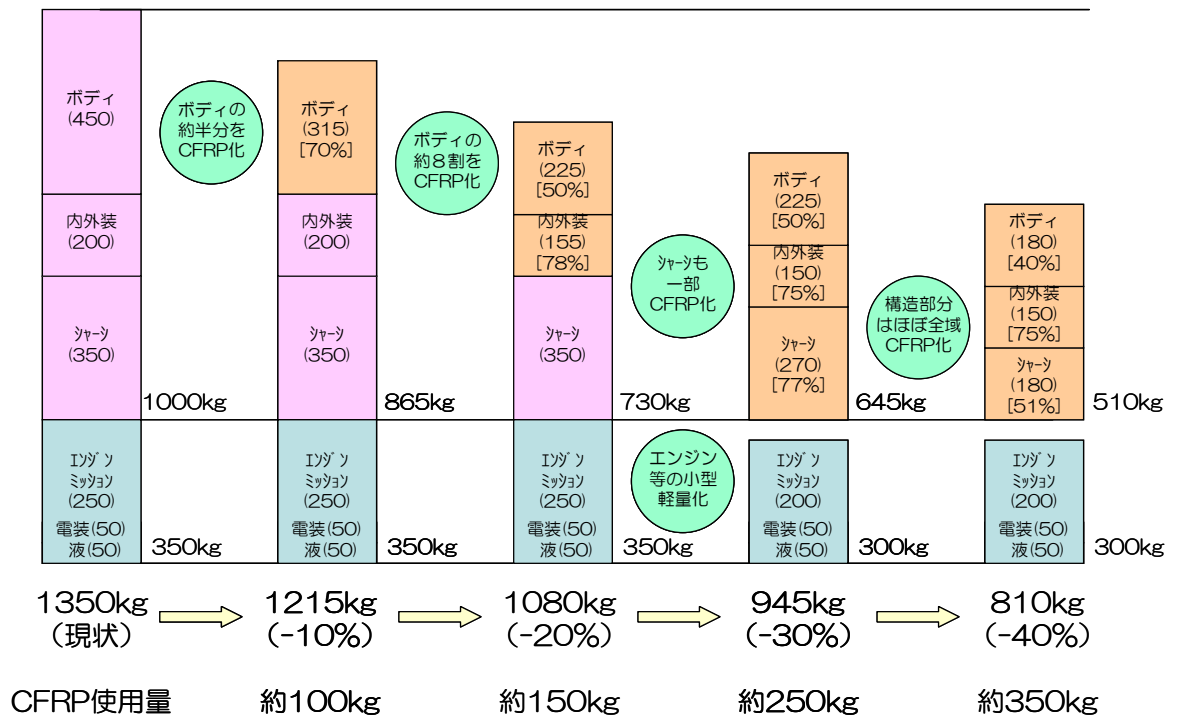 ボディ
(450)
内外装
(200)
ｼｬｰｼ
(350)
1000kg
ｴﾝｼﾞﾝ
ﾐｯｼｮﾝ
(250)
電装(50)
液(50)
350kg
1350kg
(現状)
ボディの
約半分を
CFRP化
ボディ
(315)
[70%]
内外装
(200)
ｼｬｰｼ
(350)
865kg
ｴﾝｼﾞﾝ
ﾐｯｼｮﾝ
(250)
電装(50)
液(50)
350kg
1215kg
(-10%)
ボディの
約８割を
CFRP化
ボディ
(225)
[50%]
内外装
(155)
[78%]
ｼｬｰｼ
(350)
730kg
ｴﾝｼﾞﾝ
ﾐｯｼｮﾝ
(250)
電装(50)
液(50)
350kg
1080kg
(-20%)
ｼｬｰｼも
一部
CFRP化
エンジン
等の小型
軽量化
ボディ
(225)
[50%]
内外装
(150)
[75%]
ｼｬｰｼ
(270)
[77%]
645kg
ｴﾝｼﾞﾝ
ﾐｯｼｮﾝ
(200)
電装(50)
液(50)
300kg
945kg
(-30%)
構造部分
はほぼ全域
CFRP化
ボディ
(180)
[40%]
内外装
(150)
[75%]
ｼｬｰｼ
(180)
[51%]
510kg
ｴﾝｼﾞﾝ
ﾐｯｼｮﾝ
(200)
電装(50)
液(50)
300kg
810kg
(-40%)
CFRP使用量
約100kg
約150kg
約250kg
約350kg